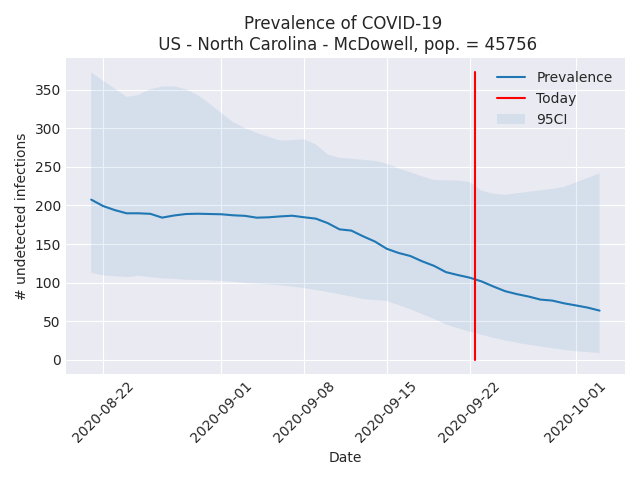 Prevalence of COVID-19
US - North Carolina - McDowell, pop. = 45756
Prevalence
Today
95CI
# undetected infections
350
300
250
200
150
100
50
0
2020-08-22
2020-09-01
2020-09-08
2020-09-15
2020-09-22
2020-10-01
Date